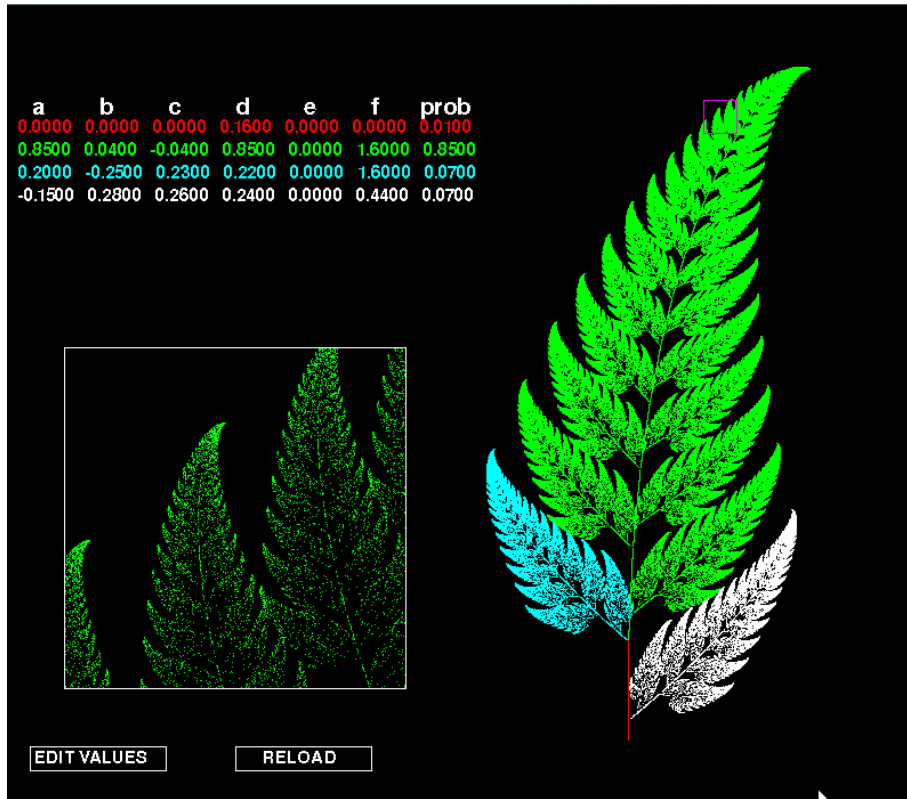 a b c d e f prob
0.0000 0.0000 0.0000 0.1600 0.0000 0.0000 0.0100
0.8500 0.0400 -0.0400 0.8500 0.0000 1.6000 0.8500
0.2000 -0.2500 0.2300 0.2200 0.0000 1.6000 0.0700
-0.1500 0.2800 0.2600 0.2400 0.0000 0.4400 0.0700
EDIT VALUES RELOAD